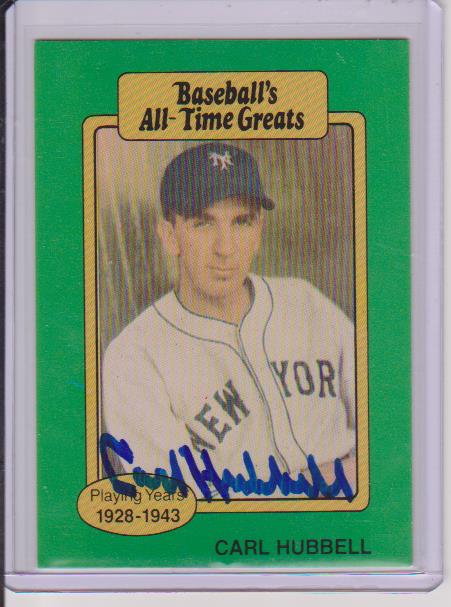 Baseball's
All-Time Greats
NY
NEW YORK
Carl Hubbell
Playing Years
1928-1943
CARL HUBBELL